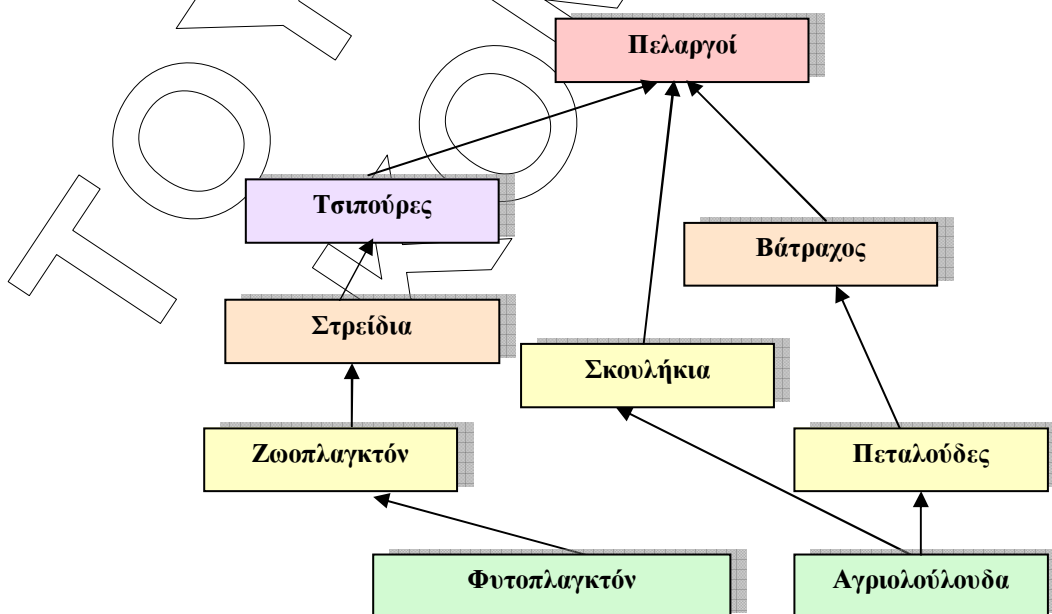 Πελαργοί
Τσιπούρες
Βάτραχος
Στρείδια
Σκουλήκια
Ζωοπλαγκτόν
Πεταλούδες
Φυτοπλαγκτόν
Αγριολούλουδα